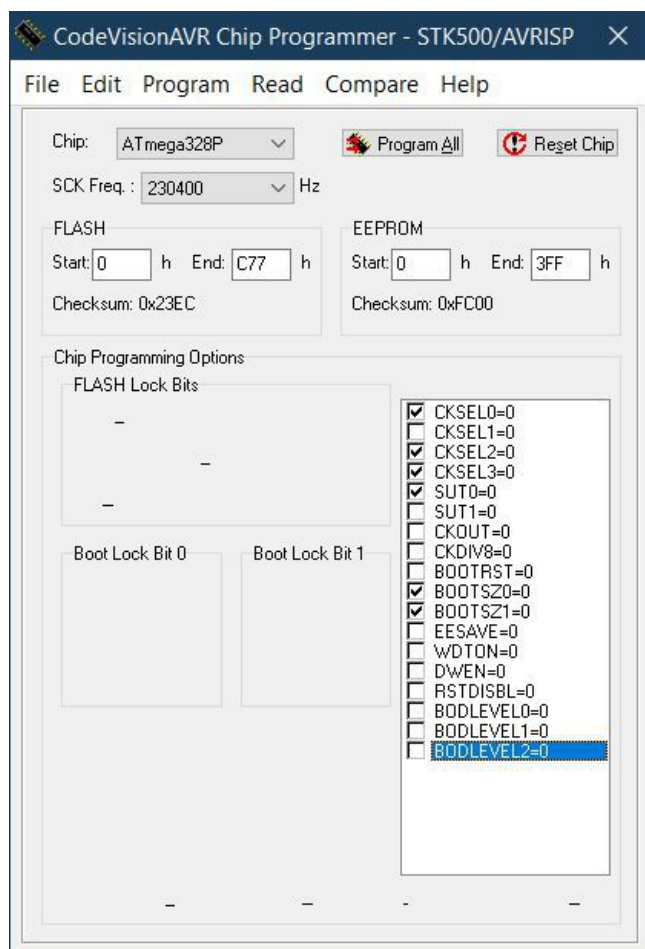 CodeVisionAVR Chip Programmer - STK500/AVRISP
File Edit Program Read Compare Help
Chip: ATmega328P Program All Reset Chip
SCK Freq. : 230400 Hz
FLASH
Start: 0 h End: C77 h
Checksum: 0x23EC
EEPROM
Start: 0 h End: 3FF h
Checksum: 0xFC00
Chip Programming Options
FLASH Lock Bits
Boot Lock Bit 0
Boot Lock Bit 1
CKSEL0=0
CKSEL1=0
CKSEL2=0
CKSEL3=0
SUT0=0
SUT1=0
CKOUT=0
CKDIV8=0
BOOTRST=0
BOOTSZ0=0
BOOTSZ1=0
EESAVE=0
WDTON=0
DWEN=0
RSTDISBL=0
BODLEVEL0=0
BODLEVEL1=0
BODLEVEL2=0